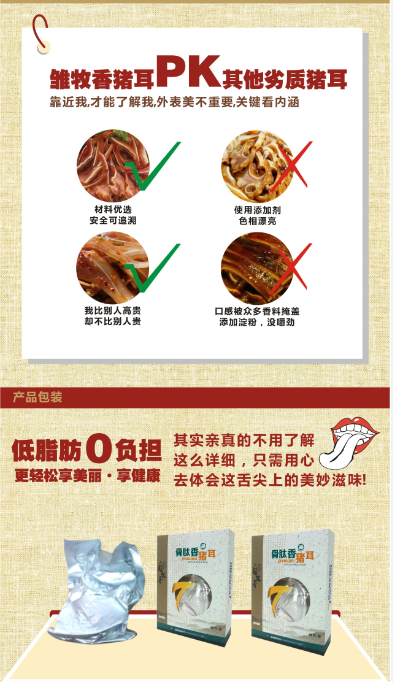 雏牧香猪耳PK其他劣质猪耳
靠近我,才能了解我,外表美不重要,关键看内涵
材料优选
安全可追溯
使用添加剂
色相漂亮
我比别人高贵
却不比别人贵
口感被众多香料掩盖
添加淀粉，没嚼劲
产品包装
低脂肪0负担
更轻松享美丽·享健康
其实亲真的不用了解
这么详细，只需用心
去体会这舌尖上的美妙滋味!
骨肽香猪耳
骨肽香猪耳